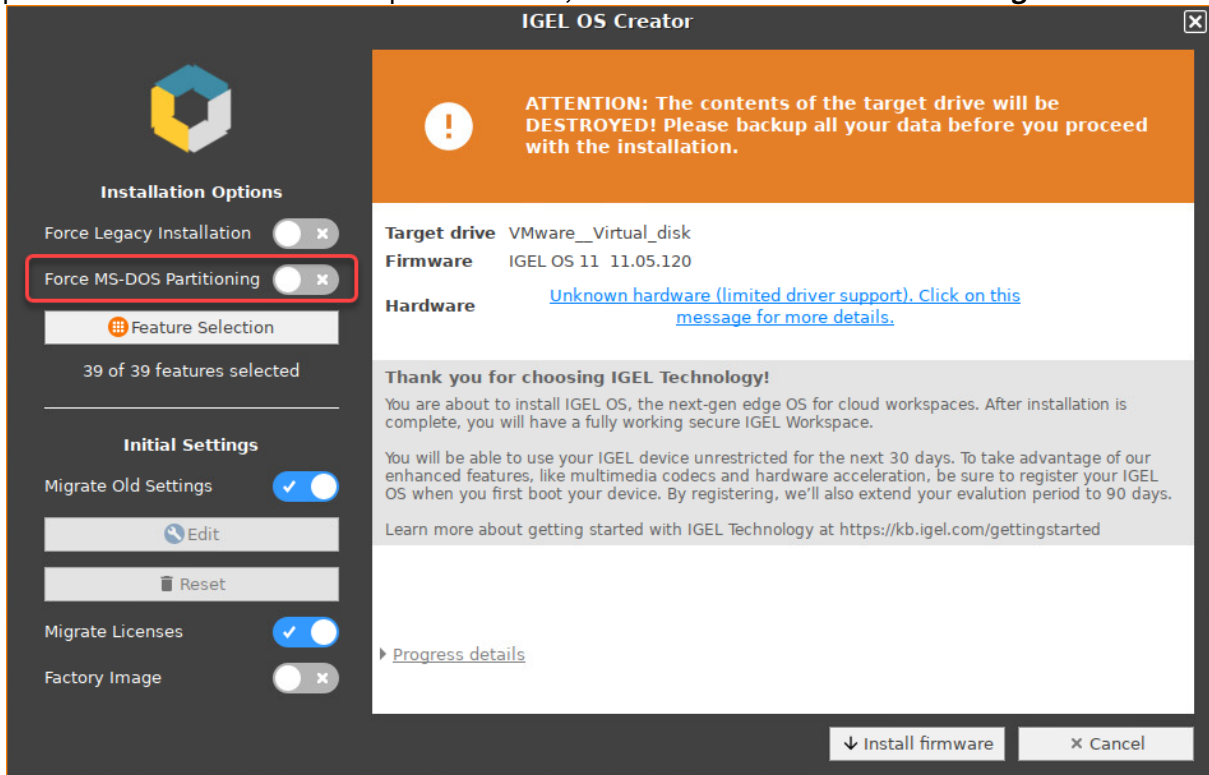 IGEL OS Creator
ATTENTION: The contents of the target drive will be
DESTROYED! Please backup all your data before you proceed
with the installation.
Installation Options
Force Legacy Installation
Force MS-DOS Partitioning
Feature Selection
39 of 39 features selected
Initial Settings
Migrate Old Settings
Edit
Reset
Migrate Licenses
Factory Image
Target drive VMware__Virtual_disk
Firmware IGEL OS 11 11.05.120
Hardware Unknown hardware (limited driver support). Click on this
message for more details.
Thank you for choosing IGEL Technology!
You are about to install IGEL OS, the next-gen edge OS for cloud workspaces. After installation is
complete, you will have a fully working secure IGEL Workspace.
You will be able to use your IGEL device unrestricted for the next 30 days. To take advantage of our
enhanced features, like multimedia codecs and hardware acceleration, be sure to register your IGEL
OS when you first boot your device. By registering, we'll also extend your evalution period to 90 days.
Learn more about getting started with IGEL Technology at https://kb.igel.com/gettingstarted
Progress details
Install firmware
Cancel